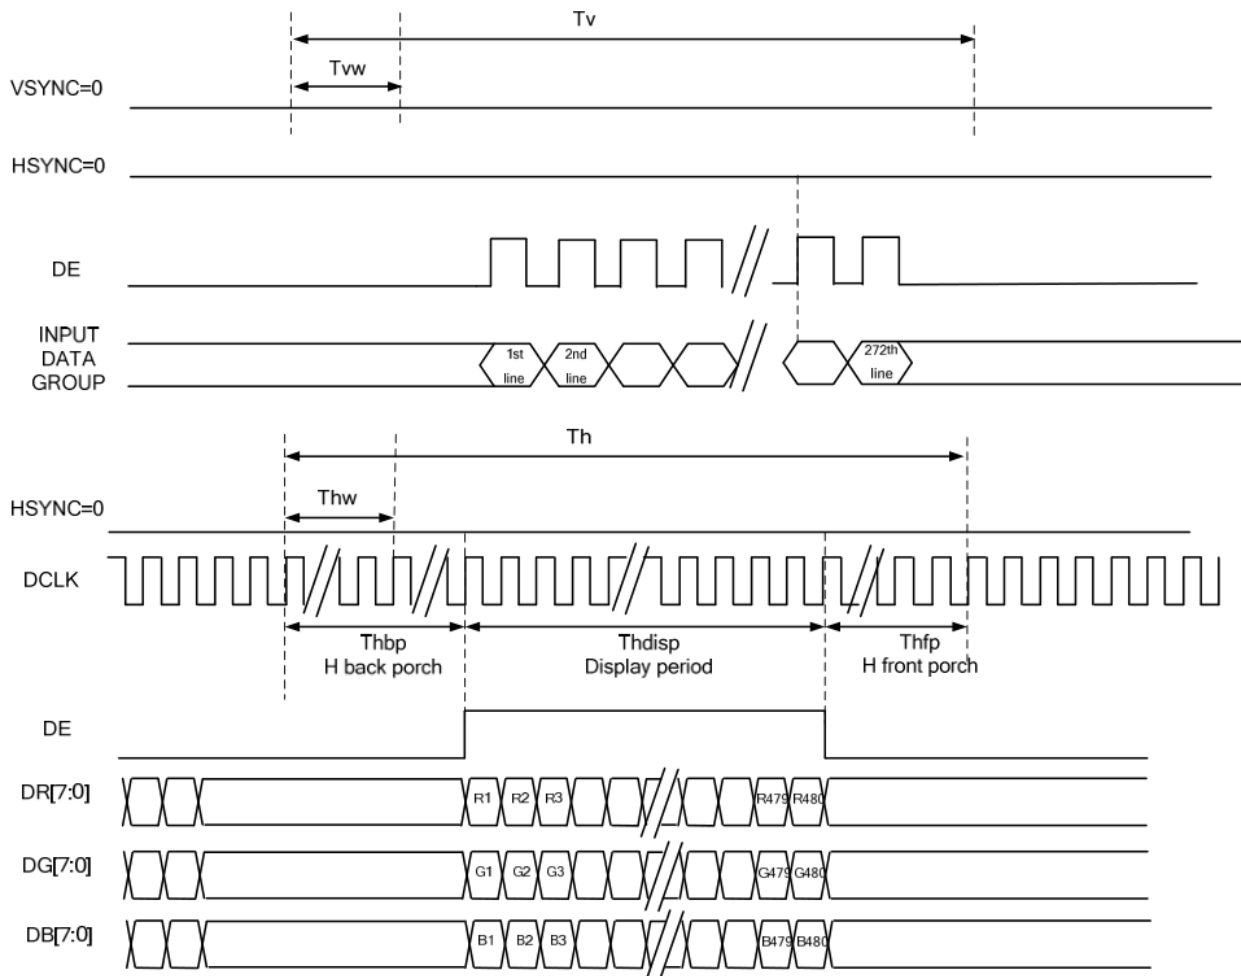 Tv
Tvw
VSYNC=0
HSYNC=0
DE
INPUT
DATA
GROUP
1st
line
2nd
line
272th
line
Th
Thw
HSYNC=0
DCLK
Thbp
H back porch
Thdisp
Display period
Thfp
H front porch
DE
DR[7:0]
R1 R2 R3 R479 R480
DG[7:0]
G1 G2 G3 G479 G480
DB[7:0]
B1 B2 B3 B479 B480